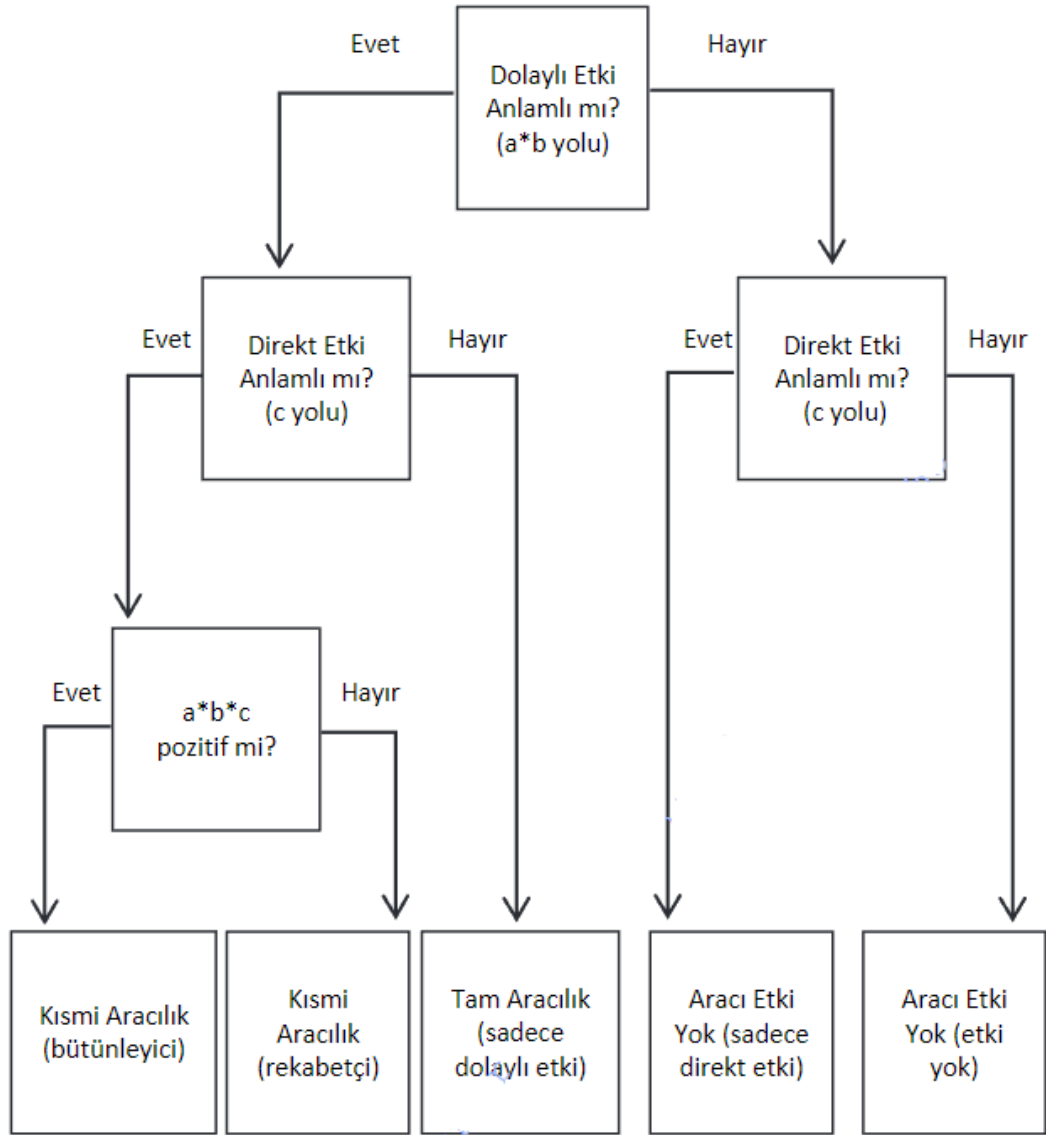 Evet
Hayır
Dolaylı Etki
Anlamlı mı?
(a*b yolu)
Evet
Hayır
Direkt Etki
Anlamlı mı?
(c yolu)
Evet
Hayır
Direkt Etki
Anlamlı mı?
(c yolu)
Evet
Hayır
a*b*c
pozitif mi?
Kısmi Aracılık
(bütünleyici)
Kısmi
Aracılık
(rekabetçi)
Tam Aracılık
(sadece
dolaylı etki)
Aracı Etki
Yok (sadece
direkt etki)
Aracı Etki
Yok (etki
yok)